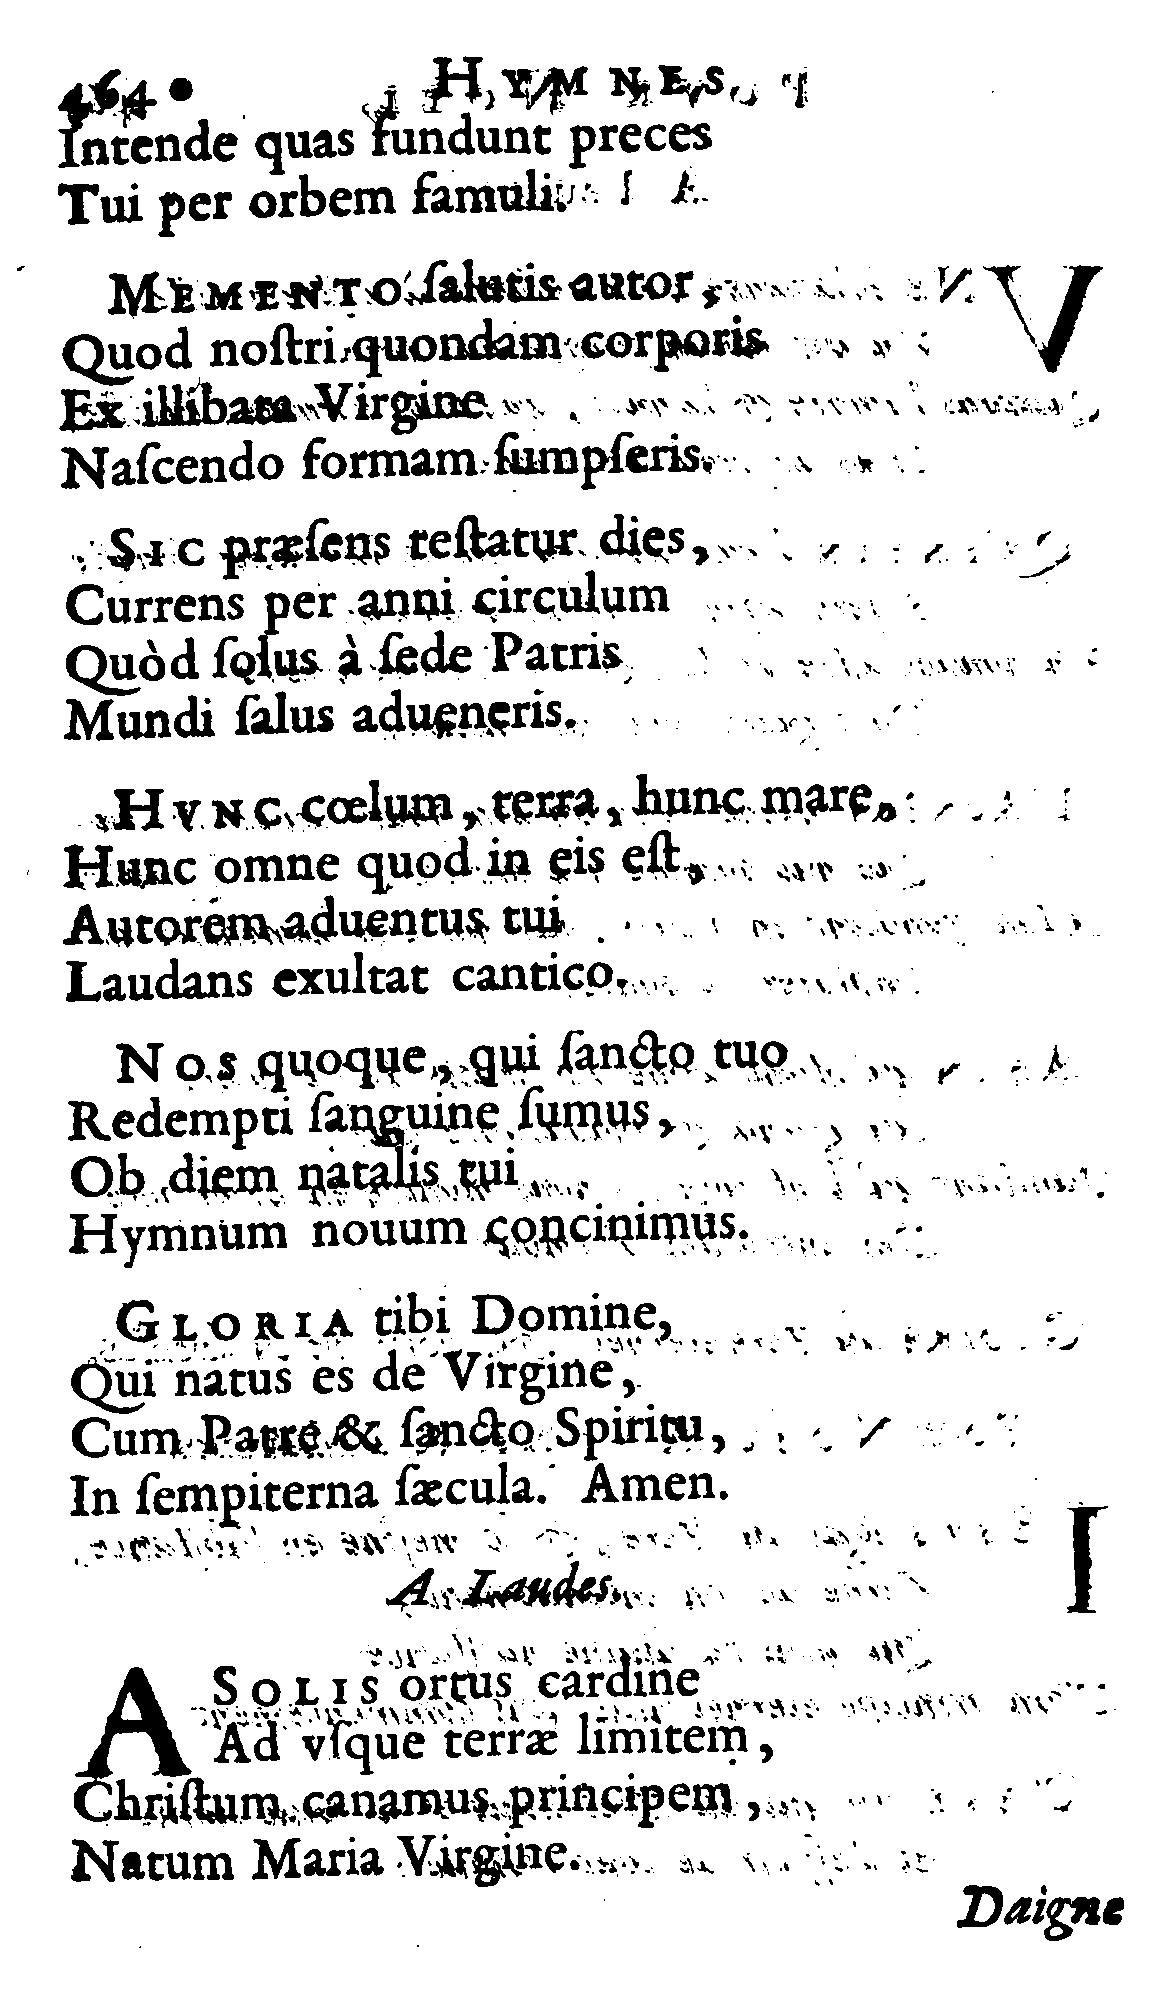 464 HYMNES,
Intende quas fundunt preces
Tui per orbem famuli.
MEMENTO ſalutis autor,
Quod noſtri quondam corporis
Ex illibata Virgine
Naſcendo formam ſumpſeris.
SIC præſens teſtatur dies,
Currens per anni circulum
Quòd ſolus à ſede Patris
Mundi ſalus adueneris.
HVNC cœlum, terra, hunc mare,
Hunc omne quod in eis eſt,
Autorem aduentus tui
Laudans exultat cantico.
NOS quoque, qui ſancto tuo
Redempti ſanguine ſumus,
Ob diem natalis tui
Hymnum nouum concinimus.
GLORIA tibi Domine,
Qui natus es de Virgine,
Cum Patre & ſancto Spiritu,
In ſempiterna ſæcula. Amen.
A Laudes.
A SOLIS ortus cardine
Ad vſque terræ limitem,
Chriſtum canamus principem,
Natum Maria Virgine.
Daigne